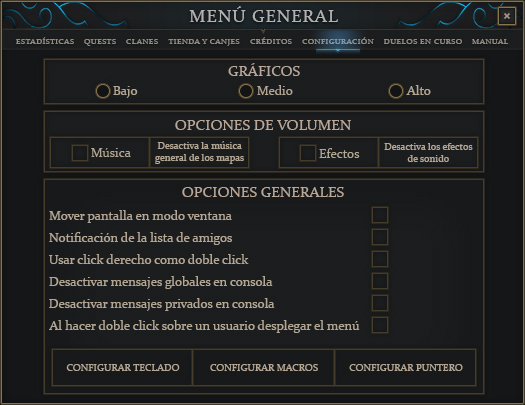 MENÚ GENERAL
ESTADÍSTICAS QUESTS CLANES TIENDA Y CANJES CRÉDITOS CONFIGURACIÓN DUELOS EN CURSO MANUAL
GRÁFICOS
Bajo Medio Alto
OPCIONES DE VOLUMEN
Música
Desactiva la música
general de los mapas
Efectos
Desactiva los efectos
de sonido
OPCIONES GENERALES
Mover pantalla en modo ventana
Notificación de la lista de amigos
Usar click derecho como doble click
Desactivar mensajes globales en consola
Desactivar mensajes privados en consola
Al hacer doble click sobre un usuario desplegar el menú
CONFIGURAR TECLADO CONFIGURAR MACROS CONFIGURAR PUNTERO